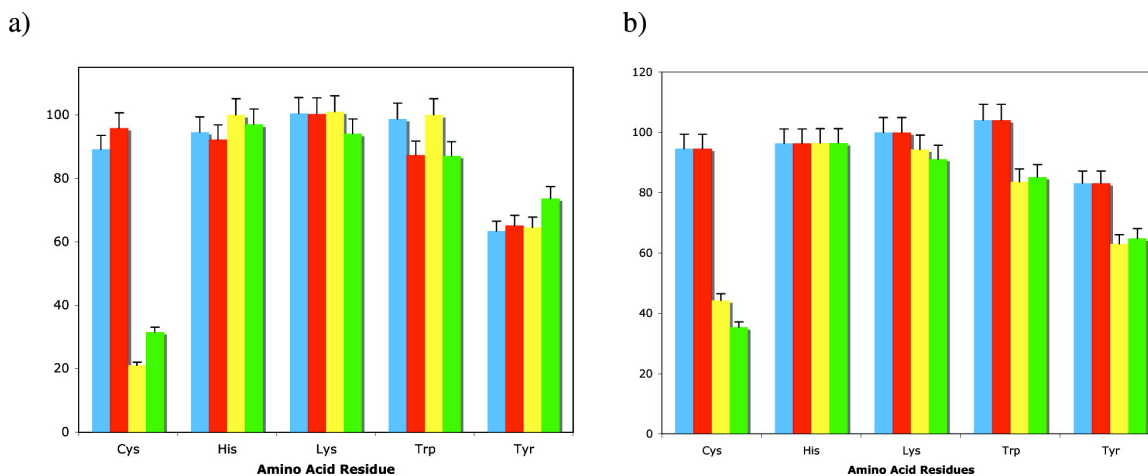 a)
100
80
60
40
20
0
Cys His Lys Trp Tyr
Amino Acid Residue
b)
120
100
80
60
40
20
0
Cys His Lys Trp Tyr
Amino Acid Residues